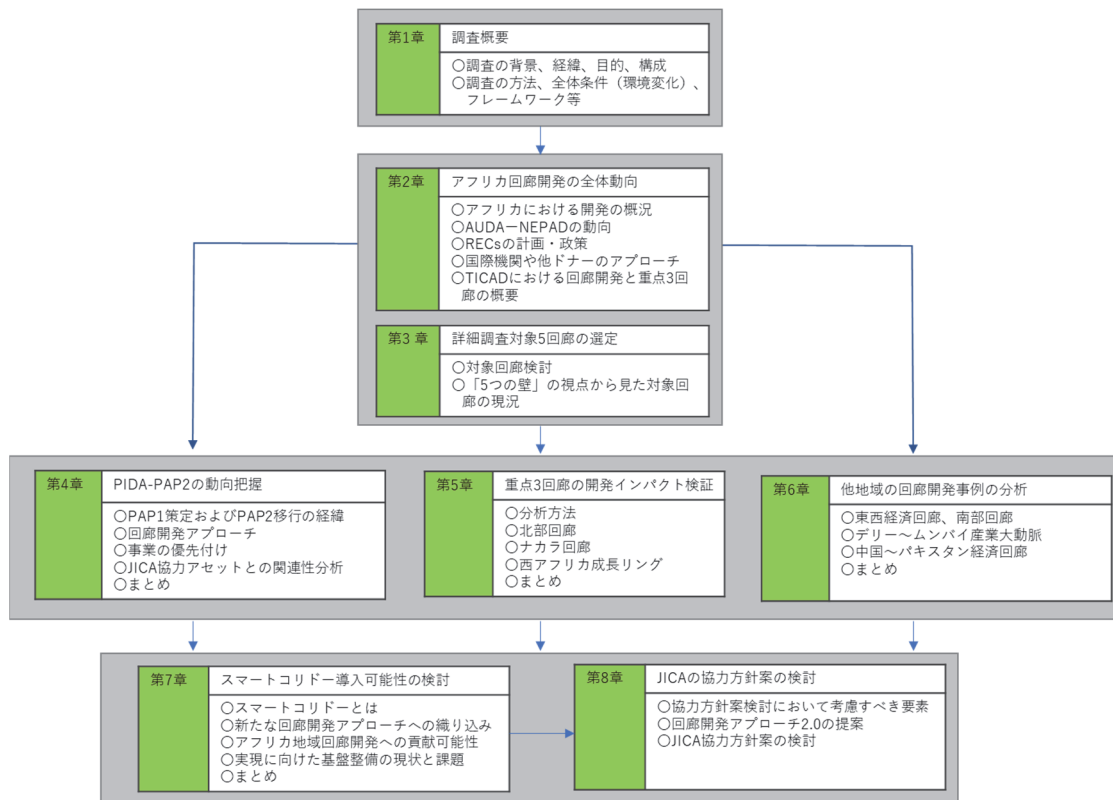 第1章
調査概要
○調査の背景、経緯、目的、構成
○調査の方法、全体条件（環境変化）、
フレームワーク等
第2章
アフリカ回廊開発の全体動向
○アフリカにおける開発の概況
○AUDAーNEPADの動向
○RECsの計画・政策
○国際機関や他ドナーのアプローチ
○TICADにおける回廊開発と重点3回
廊の概要
第3 章
詳細調査対象5回廊の選定
○対象回廊検討
○「5つの壁」の視点から見た対象回
廊の現況
第4章
PIDA-PAP2の動向把握
○PAP1策定およびPAP2移行の経緯
○回廊開発アプローチ
○事業の優先付け
○JICA協力アセットとの関連性分析
○まとめ
第5章
重点3回廊の開発インパクト検証
○分析方法
○北部回廊
○ナカラ回廊
○西アフリカ成長リング
○まとめ
第6章
他地域の回廊開発事例の分析
○東西経済回廊、南部回廊
○デリー～ムンバイ産業大動脈
○中国～パキスタン経済回廊
○まとめ
第7章
スマートコリドー導入可能性の検討
○スマートコリドーとは
○新たな回廊開発アプローチへの織り込み
○アフリカ地域回廊開発への貢献可能性
○実現に向けた基盤整備の現状と課題
○まとめ
第8章
JICAの協力方針案の検討
○協力方針案検討において考慮すべき要素
○回廊開発アプローチ2.0の提案
○JICA協力方針案の検討